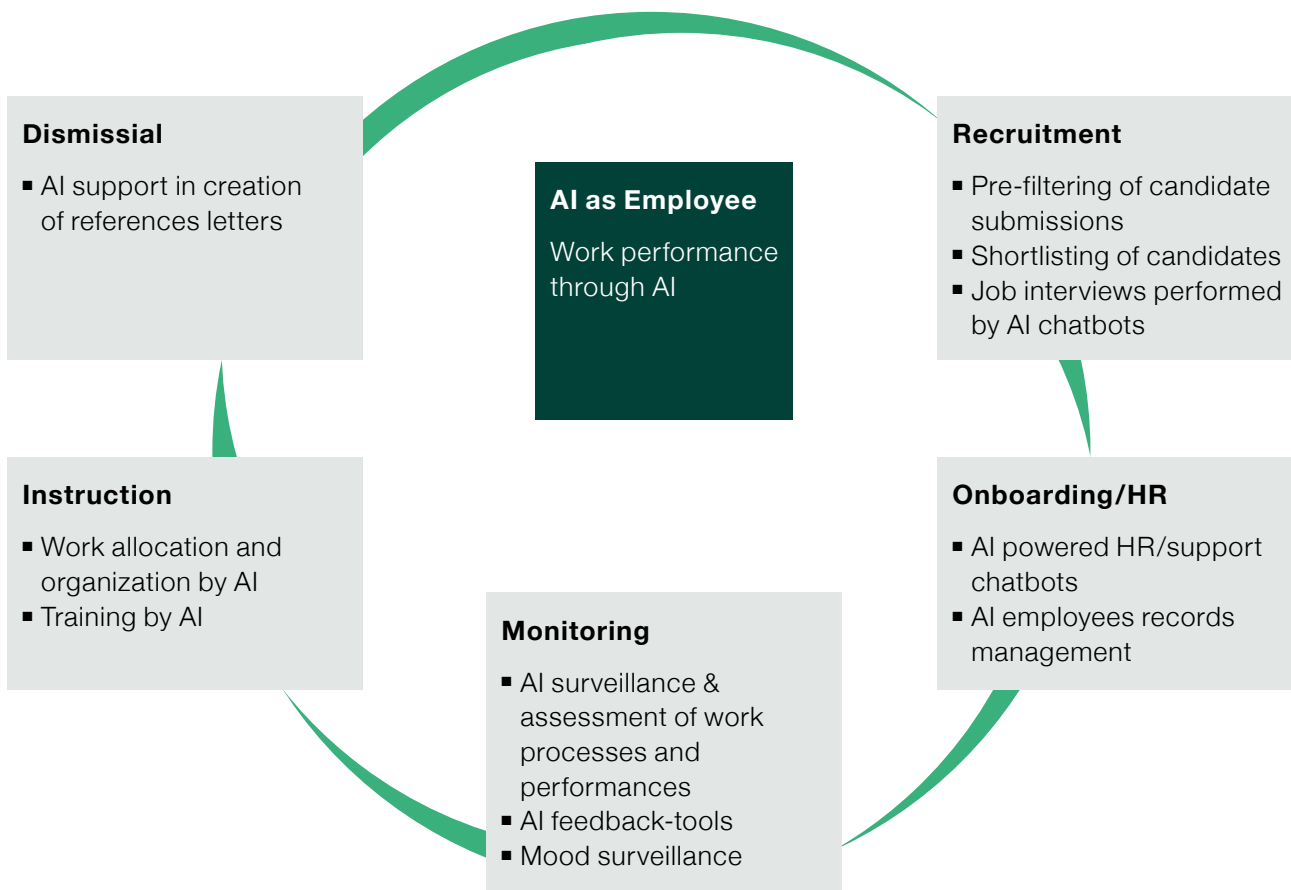 Dismissial
▪ AI support in creation
of references letters
AI as Employee
Work performance
through AI
Recruitment
▪ Pre-filtering of candidate
submissions
▪ Shortlisting of candidates
▪ Job interviews performed
by AI chatbots
Instruction
▪ Work allocation and
organization by AI
▪ Training by AI
Monitoring
▪ AI surveillance &
assessment of work
processes and
performances
▪ AI feedback-tools
▪ Mood surveillance
Onboarding/HR
▪ AI powered HR/support
chatbots
▪ AI employees records
management